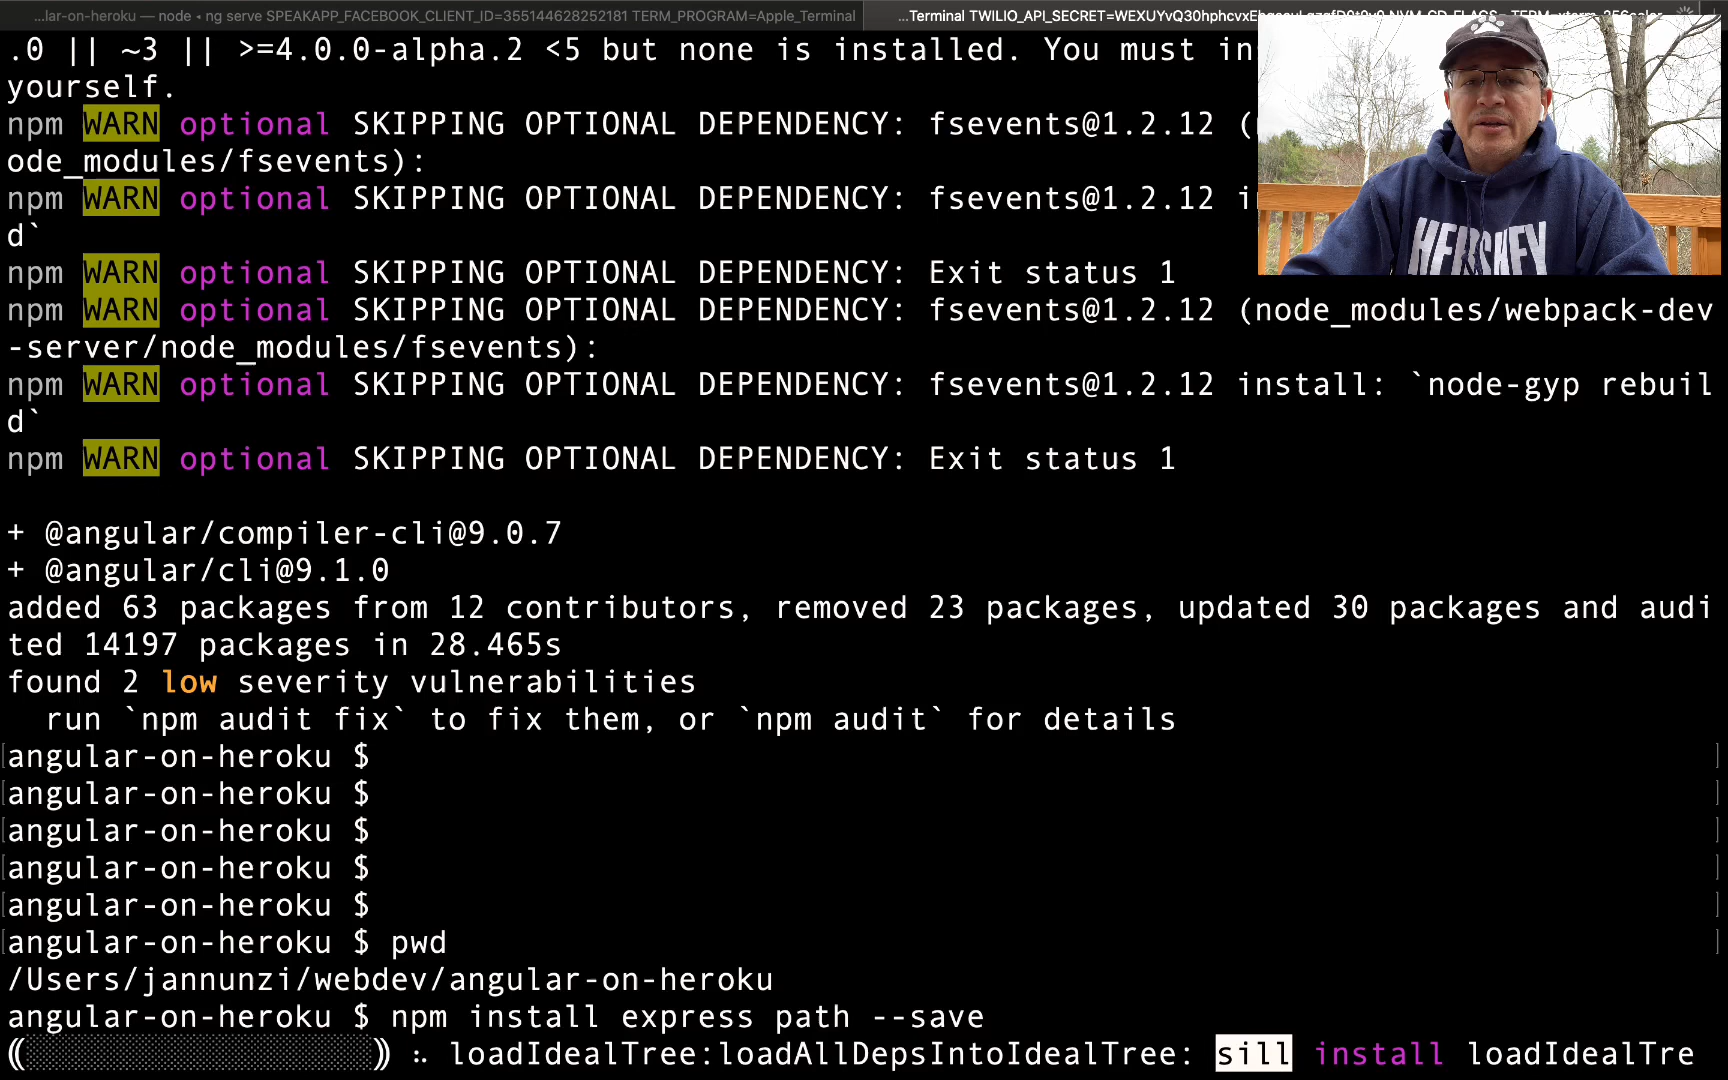 ...lar-on-heroku — node • ng serve SPEAKAPP_FACEBOOK_CLIENT_ID=355144628252181 TERM_PROGRAM=Apple_Terminal
...Terminal
.0 || ~3 || >=4.0.0-alpha.2 <5 but none is installed. You must in
yourself.
npm WARN optional SKIPPING OPTIONAL DEPENDENCY: fsevents@1.2.12 (
ode_modules/fsevents):
npm WARN optional SKIPPING OPTIONAL DEPENDENCY: fsevents@1.2.12 i
d`
npm WARN optional SKIPPING OPTIONAL DEPENDENCY: Exit status 1
npm WARN optional SKIPPING OPTIONAL DEPENDENCY: fsevents@1.2.12 (node_modules/webpack-dev
-server/node_modules/fsevents):
npm WARN optional SKIPPING OPTIONAL DEPENDENCY: fsevents@1.2.12 install: `node-gyp rebuil
d`
npm WARN optional SKIPPING OPTIONAL DEPENDENCY: Exit status 1
+ @angular/compiler-cli@9.0.7
+ @angular/cli@9.1.0
added 63 packages from 12 contributors, removed 23 packages, updated 30 packages and audi
ted 14197 packages in 28.465s
found 2 low severity vulnerabilities
run `npm audit fix` to fix them, or `npm audit` for details
angular-on-heroku $
angular-on-heroku $
angular-on-heroku $
angular-on-heroku $
angular-on-heroku $
angular-on-heroku $ pwd
/Users/jannunzi/webdev/angular-on-heroku
angular-on-heroku $ npm install express path --save
loadIdealTree:loadAllDepsIntoIdealTree: sill install loadIdealTre
HERSHEY